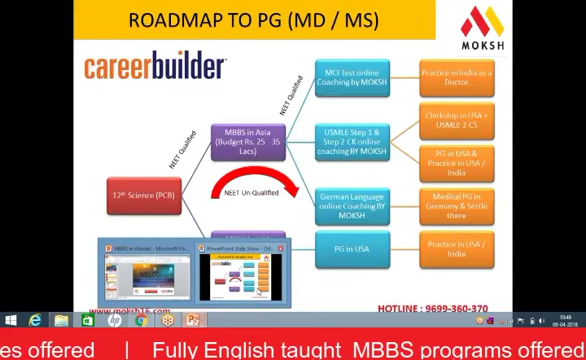 ROADMAP TO PG (MD / MS)
MOKSH
careerbuilder
NEET Qualified
MCI Test online
Coaching by MOKSH
Practice in India as a
Doctor
NEET Qualified
MBBS in Asia
(Budget Rs. 25 - 35
Lacs)
USMLE Step 1 &
Step 2 CK online
coaching BY MOKSH
Clerkship in USA +
USMLE 2 CS
PG in USA &
Practice in USA /
India
12th Science (PCB)
NEET Un-Qualified
German Language
online Coaching BY
MOKSH
Medical PG in
Germany & Settle
there
PG in USA
Practice in USA /
India
PowerPoint Slide Show - [M...
www.moksh16.com
HOTLINE : 9699-360-370
19:48
09-04-2018
es offered | Fully English taught MBBS programs offered